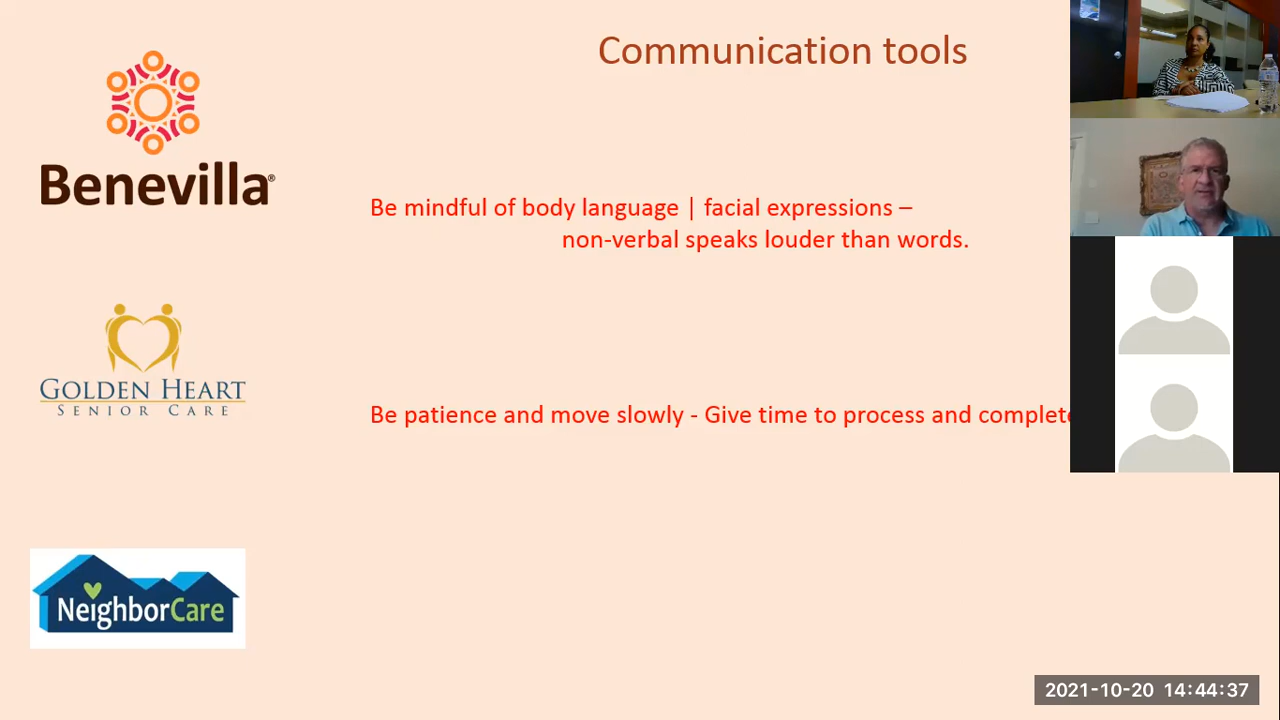 Communication tools
Benevilla®
Be mindful of body language | facial expressions –
non-verbal speaks louder than words.
GOLDEN HEART
SENIOR CARE
Be patience and move slowly - Give time to process and complete
NeighborCare
2021-10-20 14:44:37